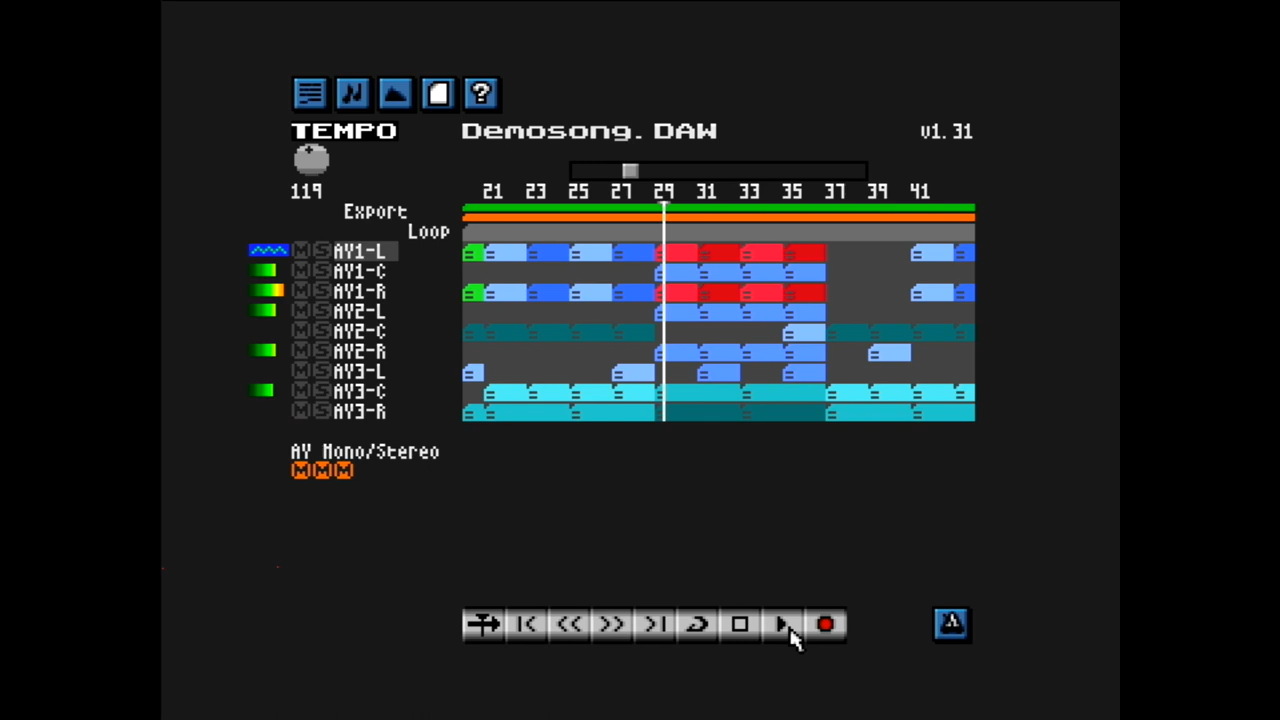 ?
TEMPO Demosong. DAW v1.31
119 21 23 25 27 29 31 33 35 37 39 41
Export
Loop
M S AY1-L
M S AY1-C
M S AY1-R
M S AY2-L
M S AY2-C
M S AY2-R
M S AY3-L
M S AY3-C
M S AY3-R
AY Mono/Stereo
M M M